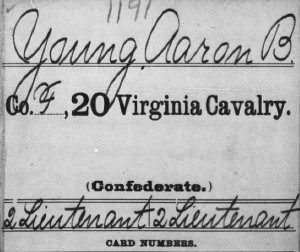 1191
Young, Aaron B.
Co. F, 20 Virginia Cavalry.
(Confederate.)
2 Lieutenant 2 Lieutenant
CARD NUMBERS.